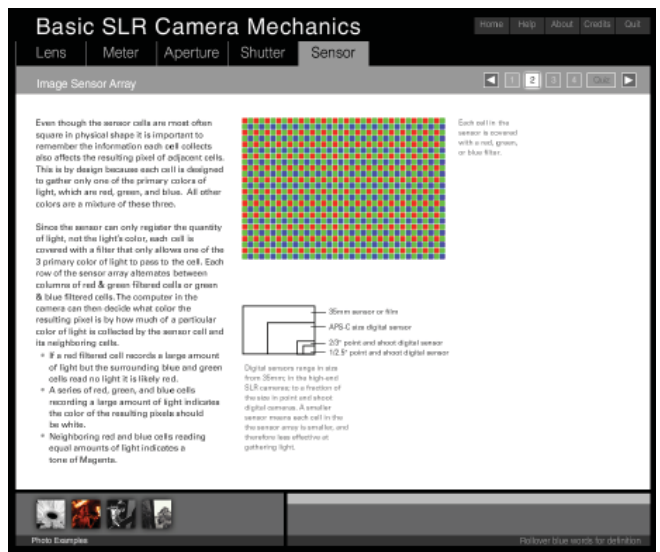 Basic SLR Camera Mechanics
Home Help About Credits Quit
Lens Meter Aperture Shutter Sensor
Image Sensor Array
1 2 3 4 Quiz
Even though the sensor cells are most often
square in physical shape it is important to
remember the information each cell collects
also affects the resulting pixel of adjacent cells.
This is by design because each cell is designed
to gather only one of the primary colors of
light, which are red, green, and blue. All other
colors are a mixture of these three.
Since the sensor can only register the quantity
of light, not the light's color, each cell is
covered with a filter that only allows one of the
3 primary color of light to pass to the cell. Each
row of the sensor array alternates between
columns of red & green filtered cells or green
& blue filtered cells. The computer in the
camera can then decide what color the
resulting pixel is by how much of a particular
color of light is collected by the sensor cell and
its neighboring cells.
• If a red filtered cell records a large amount
of light but the surrounding blue and green
cells read no light it is likely red.
• A series of red, green, and blue cells
recording a large amount of light indicates
the color of the resulting pixels should
be white.
• Neighboring red and blue cells reading
equal amounts of light indicates a
tone of Magenta.
Each cell in the
sensor is covered
with a red, green,
or blue filter.
35mm sensor or film
APS-C size digital sensor
2/3" point and shoot digital sensor
1/2.5" point and shoot digital sensor
Digital sensors range in size
from 35mm; in the high-end
SLR cameras; to a fraction of
the size in point and shoot
digital cameras. A smaller
sensor means each cell in the
the sensor array is smaller, and
therefore less effective at
gathering light.
Photo Examples
Rollover blue words for definition